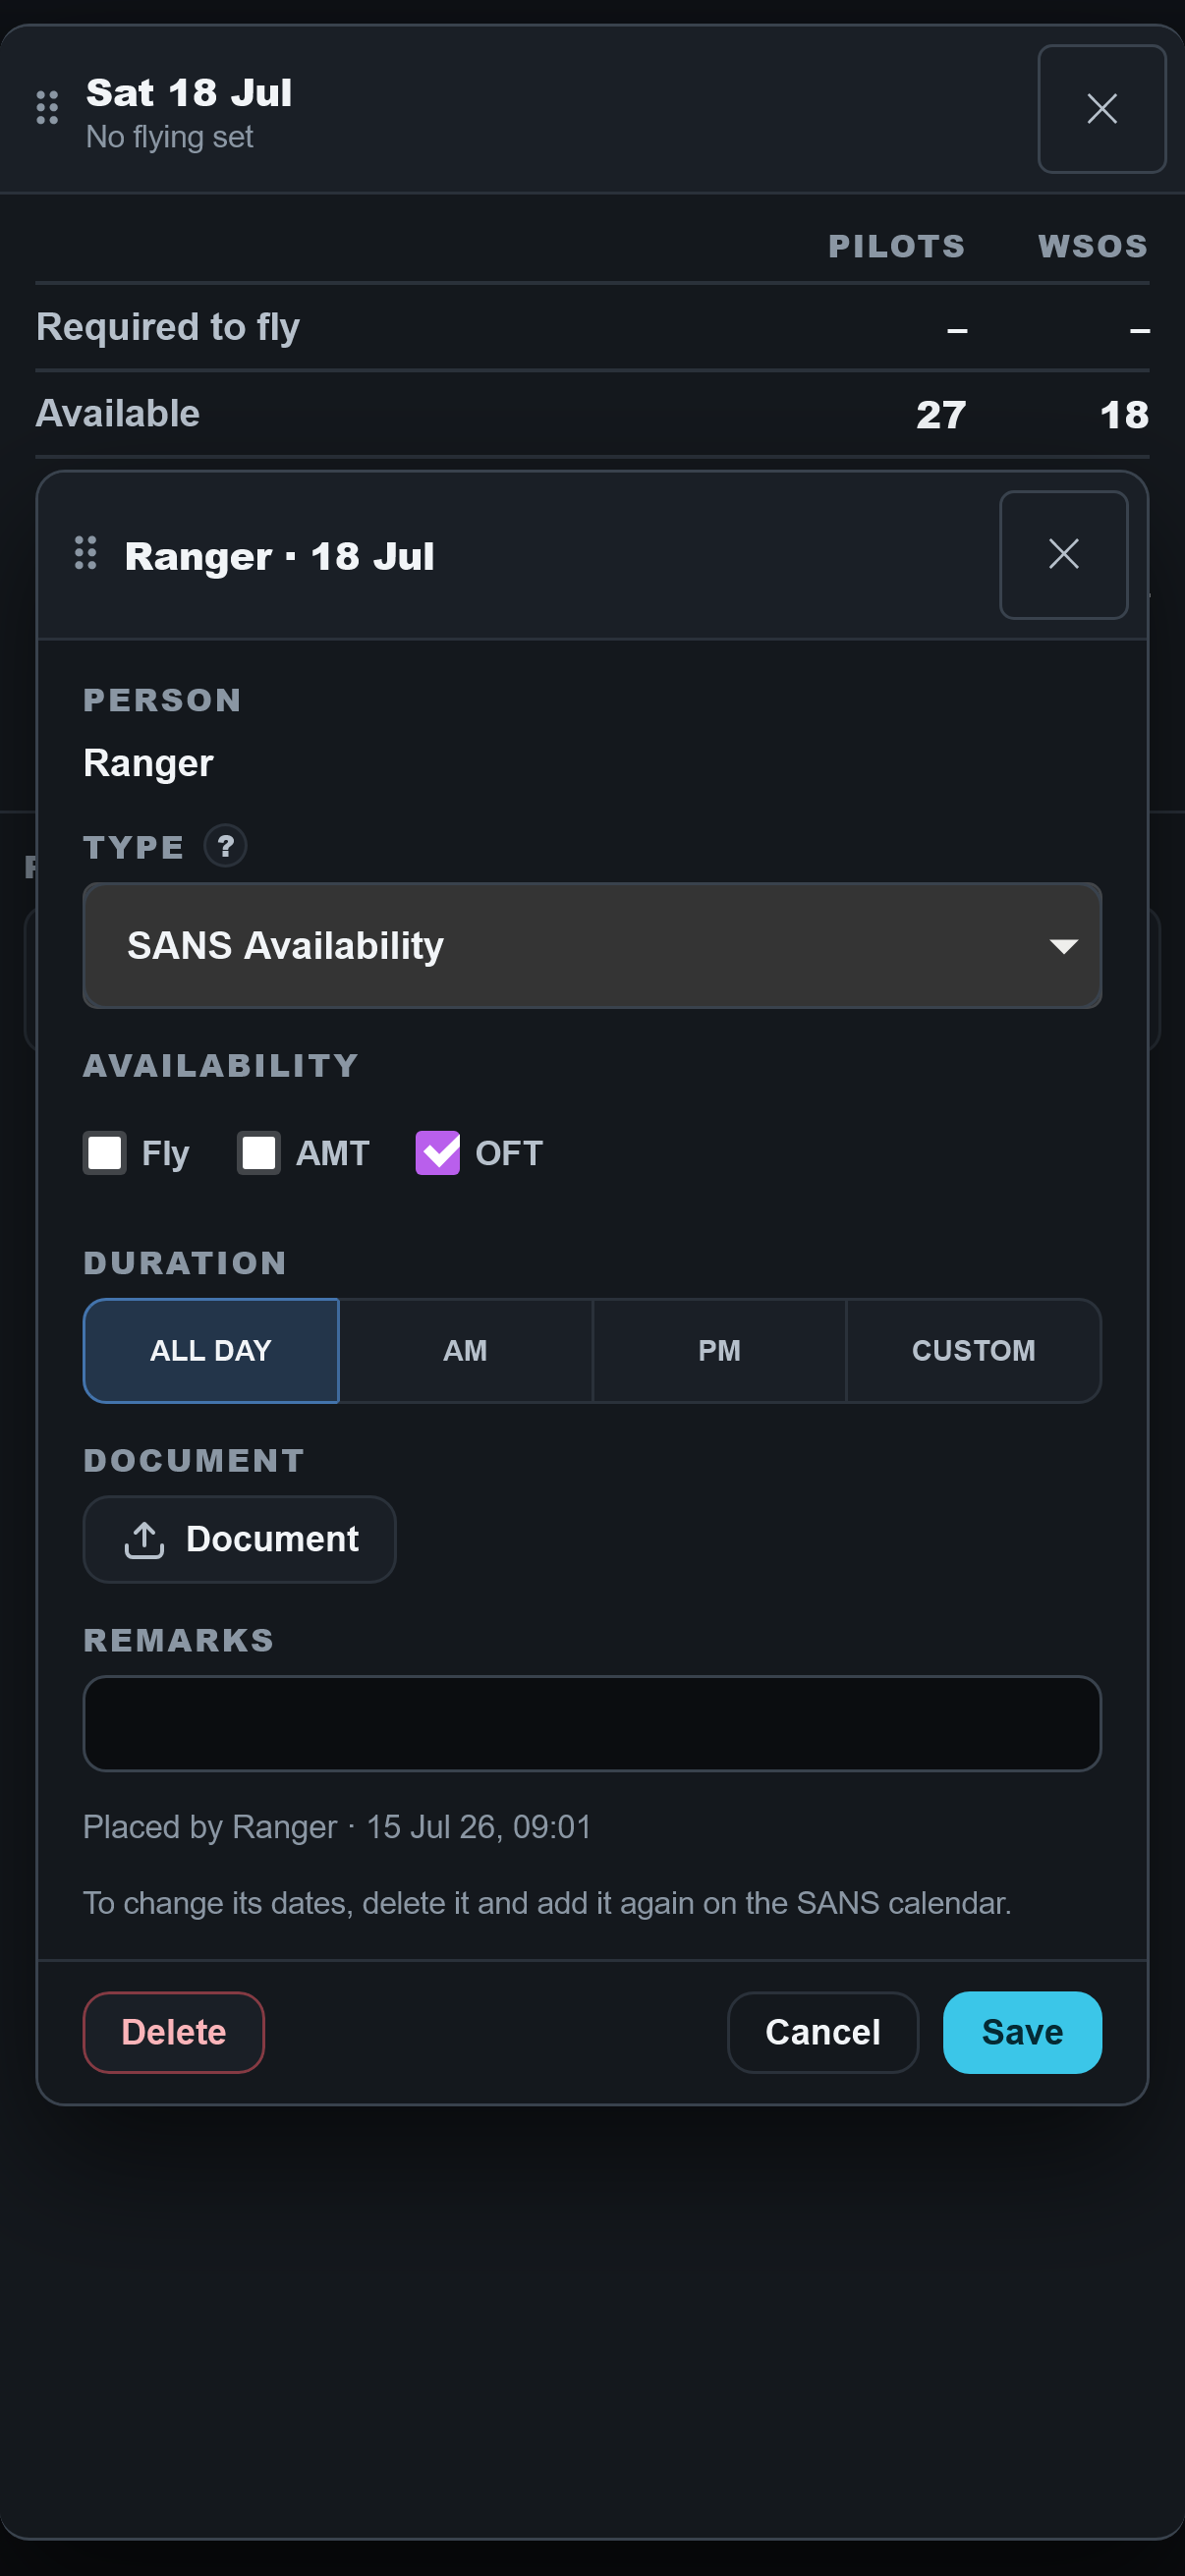 Sat 18 Jul
No flying set
PILOTS WSOS
Required to fly – –
Available 27 18
Ranger · 18 Jul
PERSON
Ranger
TYPE ?
SANS Availability
AVAILABILITY
Fly AMT OFT
DURATION
ALL DAY AM PM CUSTOM
DOCUMENT
Document
REMARKS
Placed by Ranger · 15 Jul 26, 09:01
To change its dates, delete it and add it again on the SANS calendar.
Delete Cancel Save